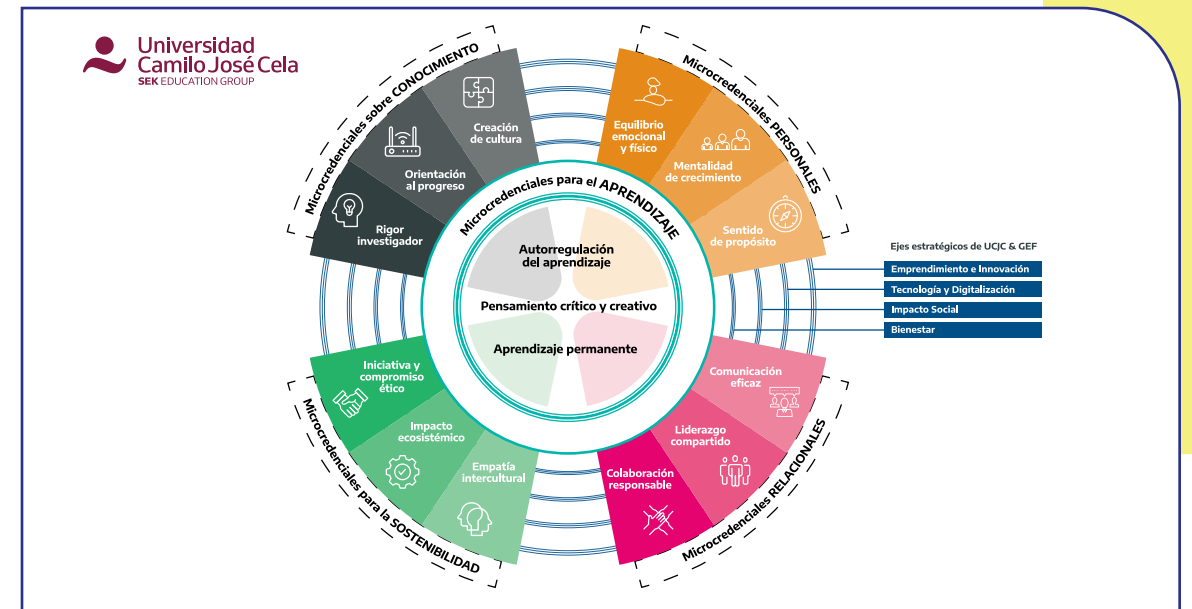 Universidad
Camilo José Cela
SEK EDUCATION GROUP
Microcredenciales sobre CONOCIMIENTO
Creación
de cultura
Orientación
al progreso
Rigor
investigador
Microcredenciales PERSONALES
Equilibrio
emocional
y físico
Mentalidad
de crecimiento
Sentido
de propósito
Microcredenciales para el APRENDIZAJE
Autorregulación
del aprendizaje
Pensamiento crítico y creativo
Aprendizaje permanente
Ejes estratégicos de UCJC & GEF
Emprendimiento e Innovación
Tecnología y Digitalización
Impacto Social
Bienestar
Iniciativa y
compromiso
ético
Impacto
ecosistémico
Empatía
intercultural
Microcredenciales para la SOSTENIBILIDAD
Comunicación
eficaz
Liderazgo
compartido
Colaboración
responsable
Microcredenciales RELACIONALES